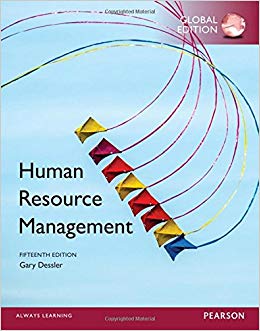 GLOBAL
EDITION
Human
Resource
Management
FIFTEENTH EDITION
Gary Dessler
ALWAYS LEARNING
PEARSON